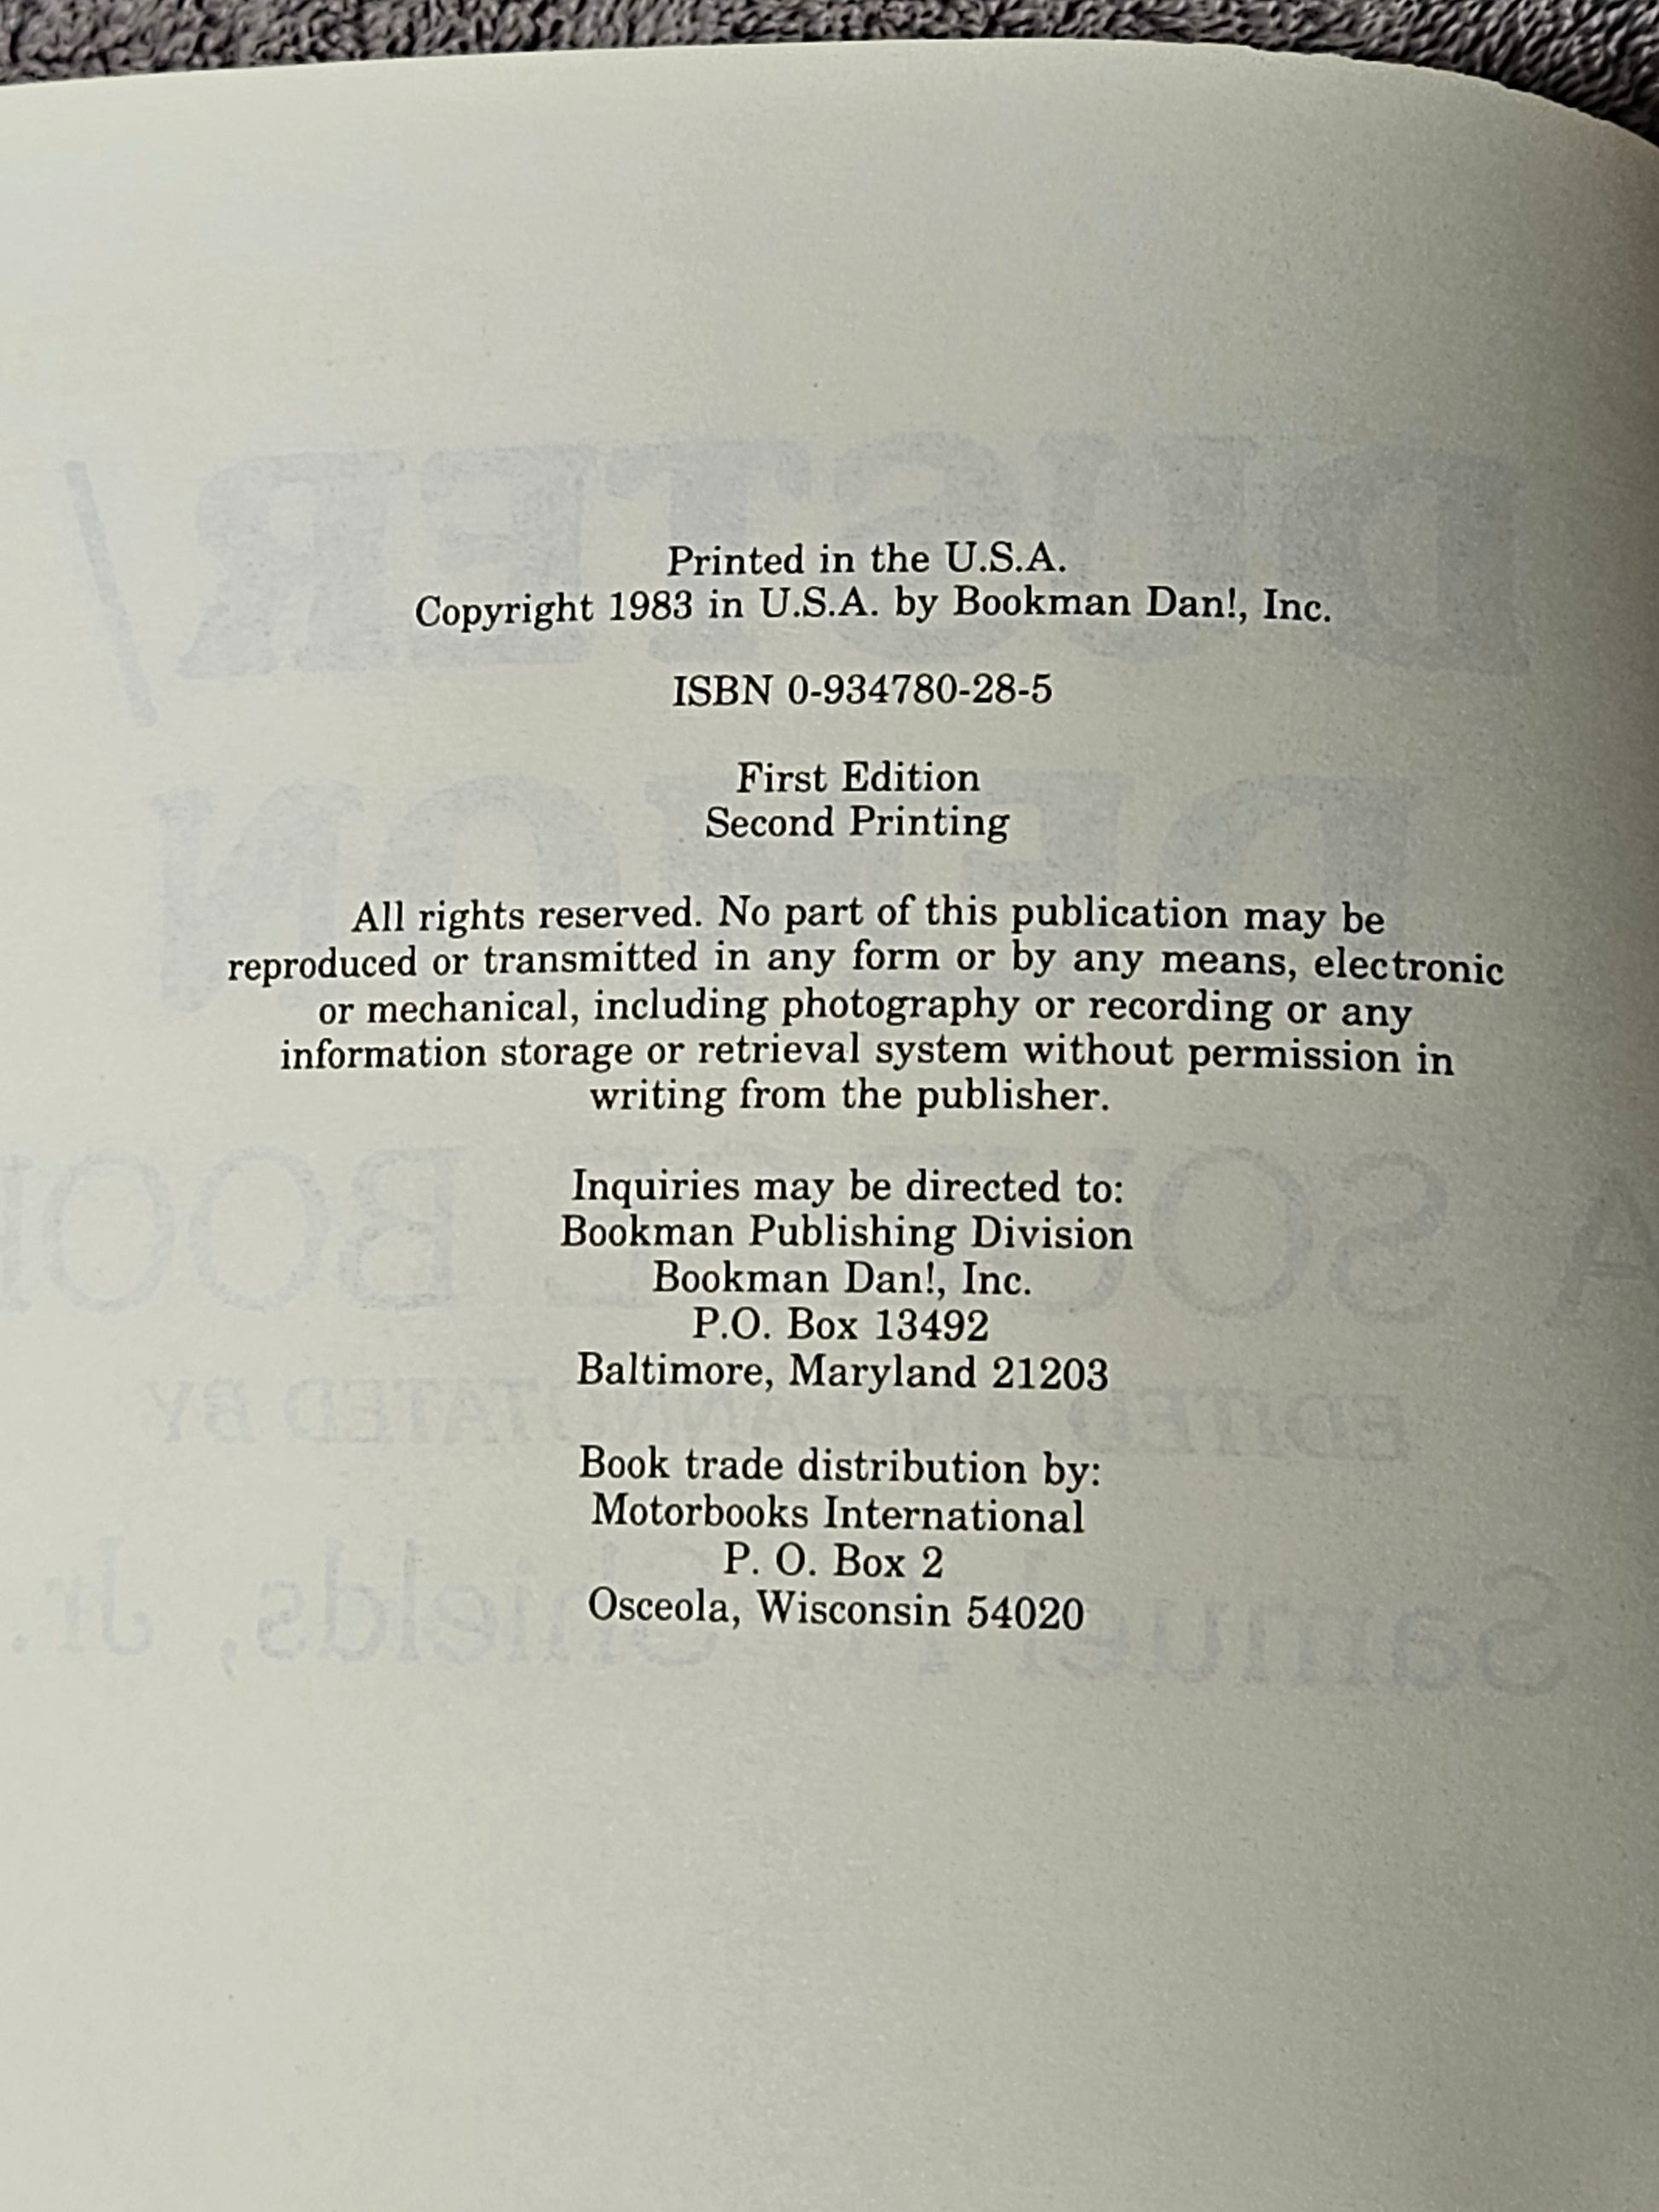 Printed in the U.S.A.
Copyright 1983 in U.S.A. by Bookman Dan!, Inc.
ISBN 0-934780-28-5
First Edition
Second Printing
All rights reserved. No part of this publication may be
reproduced or transmitted in any form or by any means, electronic
or mechanical, including photography or recording or any
information storage or retrieval system without permission in
writing from the publisher.
Inquiries may be directed to:
Bookman Publishing Division
Bookman Dan!, Inc.
P.O. Box 13492
Baltimore, Maryland 21203
Book trade distribution by:
Motorbooks International
P. O. Box 2
Osceola, Wisconsin 54020